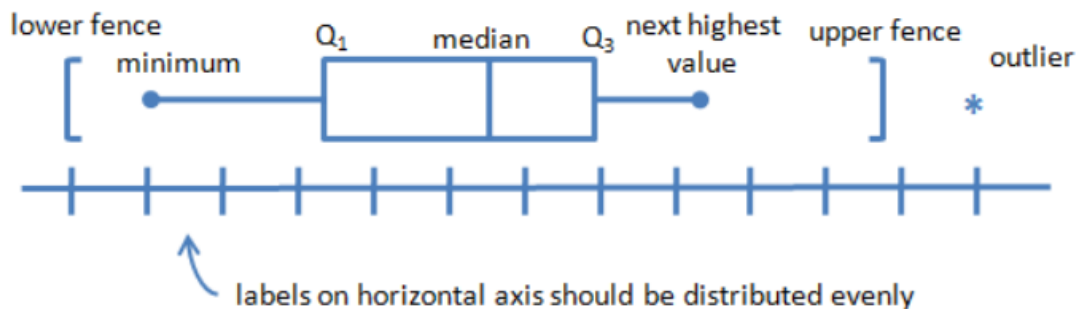 lower fence
minimum
Q₁
median
Q₃
next highest
value
upper fence
outlier
*
labels on horizontal axis should be distributed evenly